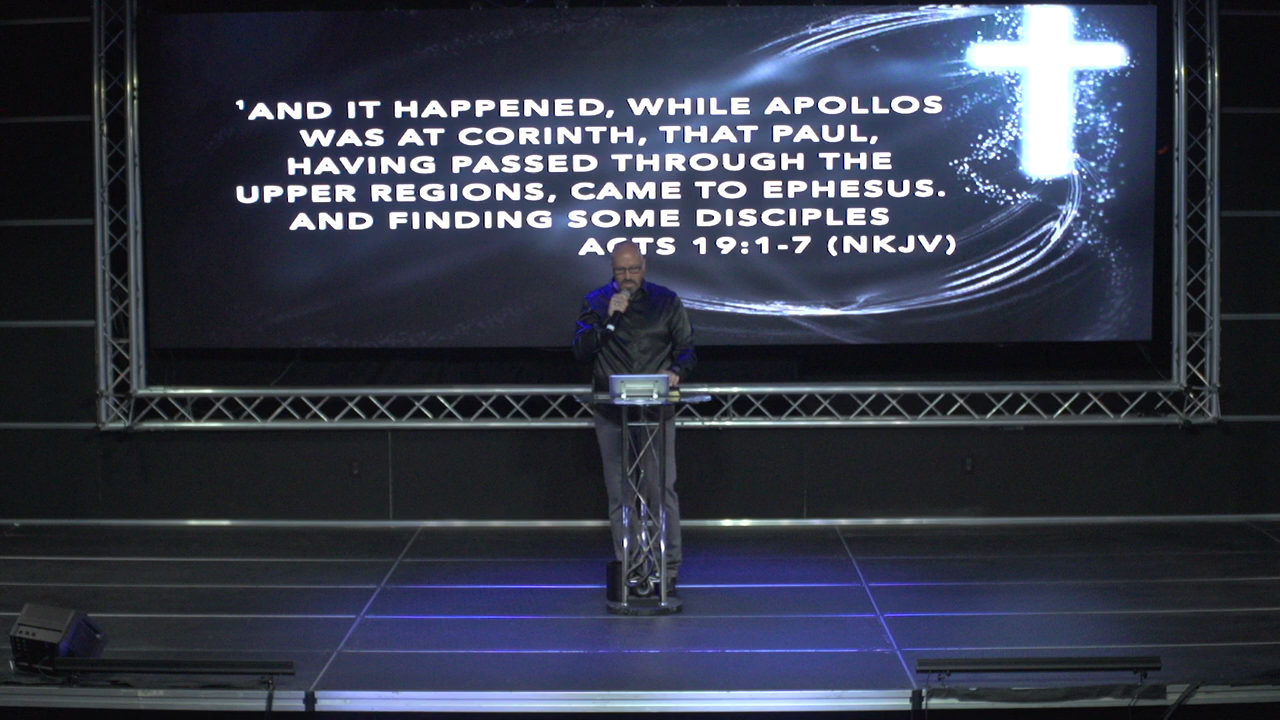 ¹AND IT HAPPENED, WHILE APOLLOS
WAS AT CORINTH, THAT PAUL,
HAVING PASSED THROUGH THE
UPPER REGIONS, CAME TO EPHESUS.
AND FINDING SOME DISCIPLES
ACTS 19:1-7 (NKJV)